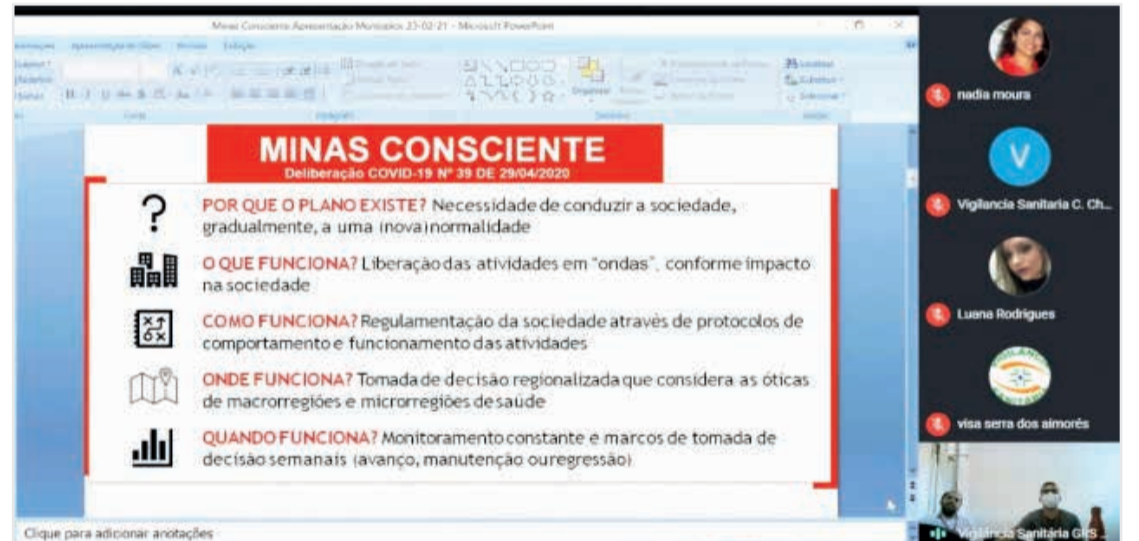 Minas Consciente Apresentação Municipios 23-02-21 - Microsoft PowerPoint
MINAS CONSCIENTE
Deliberação COVID-19 Nº 39 DE 29/04/2020
POR QUE O PLANO EXISTE? Necessidade de conduzir a sociedade,
gradualmente, a uma (nova)normalidade
O QUE FUNCIONA? Liberação das atividades em "ondas", conforme impacto
na sociedade
COMO FUNCIONA? Regulamentação da sociedade através de protocolos de
comportamento e funcionamento das atividades
ONDE FUNCIONA? Tomada de decisão regionalizada que considera as óticas
de macrorregiões e microrregiões de saúde
QUANDO FUNCIONA? Monitoramento constante e marcos de tomada de
decisão semanais (avanço, manutenção ou regressão)
Clique para adicionar anotações
nadia moura
V
Vigilancia Sanitaria C. Ch...
Luana Rodrigues
visa serra dos aimorés
Vigilância Sanitária GRS ...